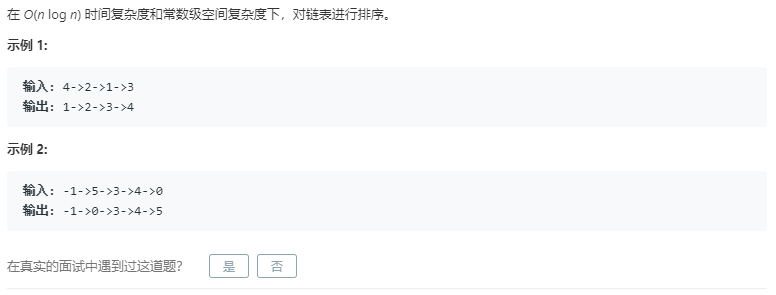 在 O(n log n) 时间复杂度和常数级空间复杂度下，对链表进行排序。
示例 1:
输入: 4->2->1->3
输出: 1->2->3->4
示例 2:
输入: -1->5->3->4->0
输出: -1->0->3->4->5
在真实的面试中遇到过这道题？ 是 否